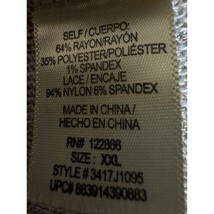 SELF / CUERPO:
64% RAYON/RAYÓN
35% POLYESTER/POLIÉSTER
1% SPANDEX
LACE / ENCAJE
94% NYLON 6% SPANDEX
MADE IN CHINA /
HECHO EN CHINA
RN# 122866
SIZE: XXL
STYLE # 3417J1095
UPC# 883914390883